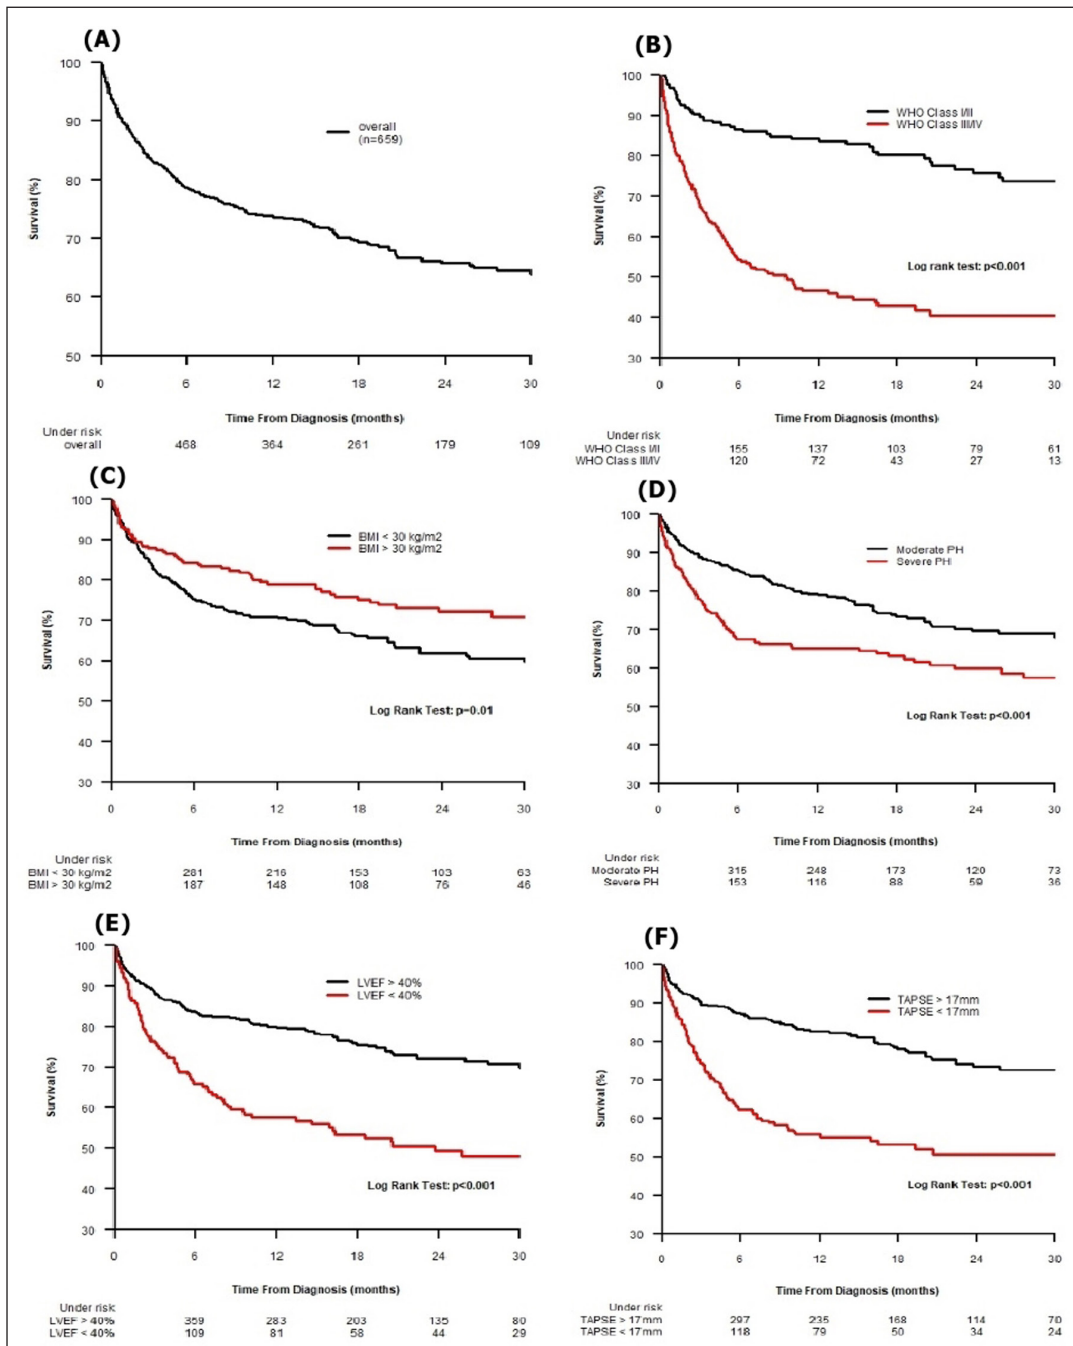 (A)
100
90
80
70
60
50
Survival (%)
overall
(n=659)
0 6 12 18 24 30
Time From Diagnosis (months)
Under risk
overall 468 364 261 179 109
(B)
100
90
80
70
60
50
40
30
Survival (%)
WHO Class I/II
WHO Class III/IV
Log rank test: p<0.001
0 6 12 18 24 30
Time From Diagnosis (months)
Under risk
WHO Class I/II 155 137 103 79 61
WHO Class III/IV 120 72 43 27 13
(C)
100
90
80
70
60
50
40
30
Survival (%)
BMI < 30 kg/m2
BMI > 30 kg/m2
Log Rank Test: p=0.01
0 6 12 18 24 30
Time From Diagnosis (months)
Under risk
BMI < 30 kg/m2 281 216 153 103 63
BMI > 30 kg/m2 187 148 108 76 46
(D)
100
90
80
70
60
50
40
30
Survival (%)
Moderate PH
Severe PHI
Log Rank Test: p<0.001
0 6 12 18 24 30
Time From Diagnosis (months)
Under risk
Moderate PH 315 248 173 120 73
Severe PH 153 116 88 59 36
(E)
100
90
80
70
60
50
40
30
Survival (%)
LVEF > 40%
LVEF < 40%
Log Rank Test: p<0.001
0 6 12 18 24 30
Time From Diagnosis (months)
Under risk
LVEF > 40% 359 283 203 135 80
LVEF < 40% 109 81 58 44 29
(F)
100
90
80
70
60
50
40
30
Survival (%)
TAPSE > 17mm
TAPSE < 17mm
Log Rank Test: p<0.001
0 6 12 18 24 30
Time From Diagnosis (months)
Under risk
TAPSE > 17mm 297 235 168 114 70
TAPSE < 17mm 118 79 50 34 24